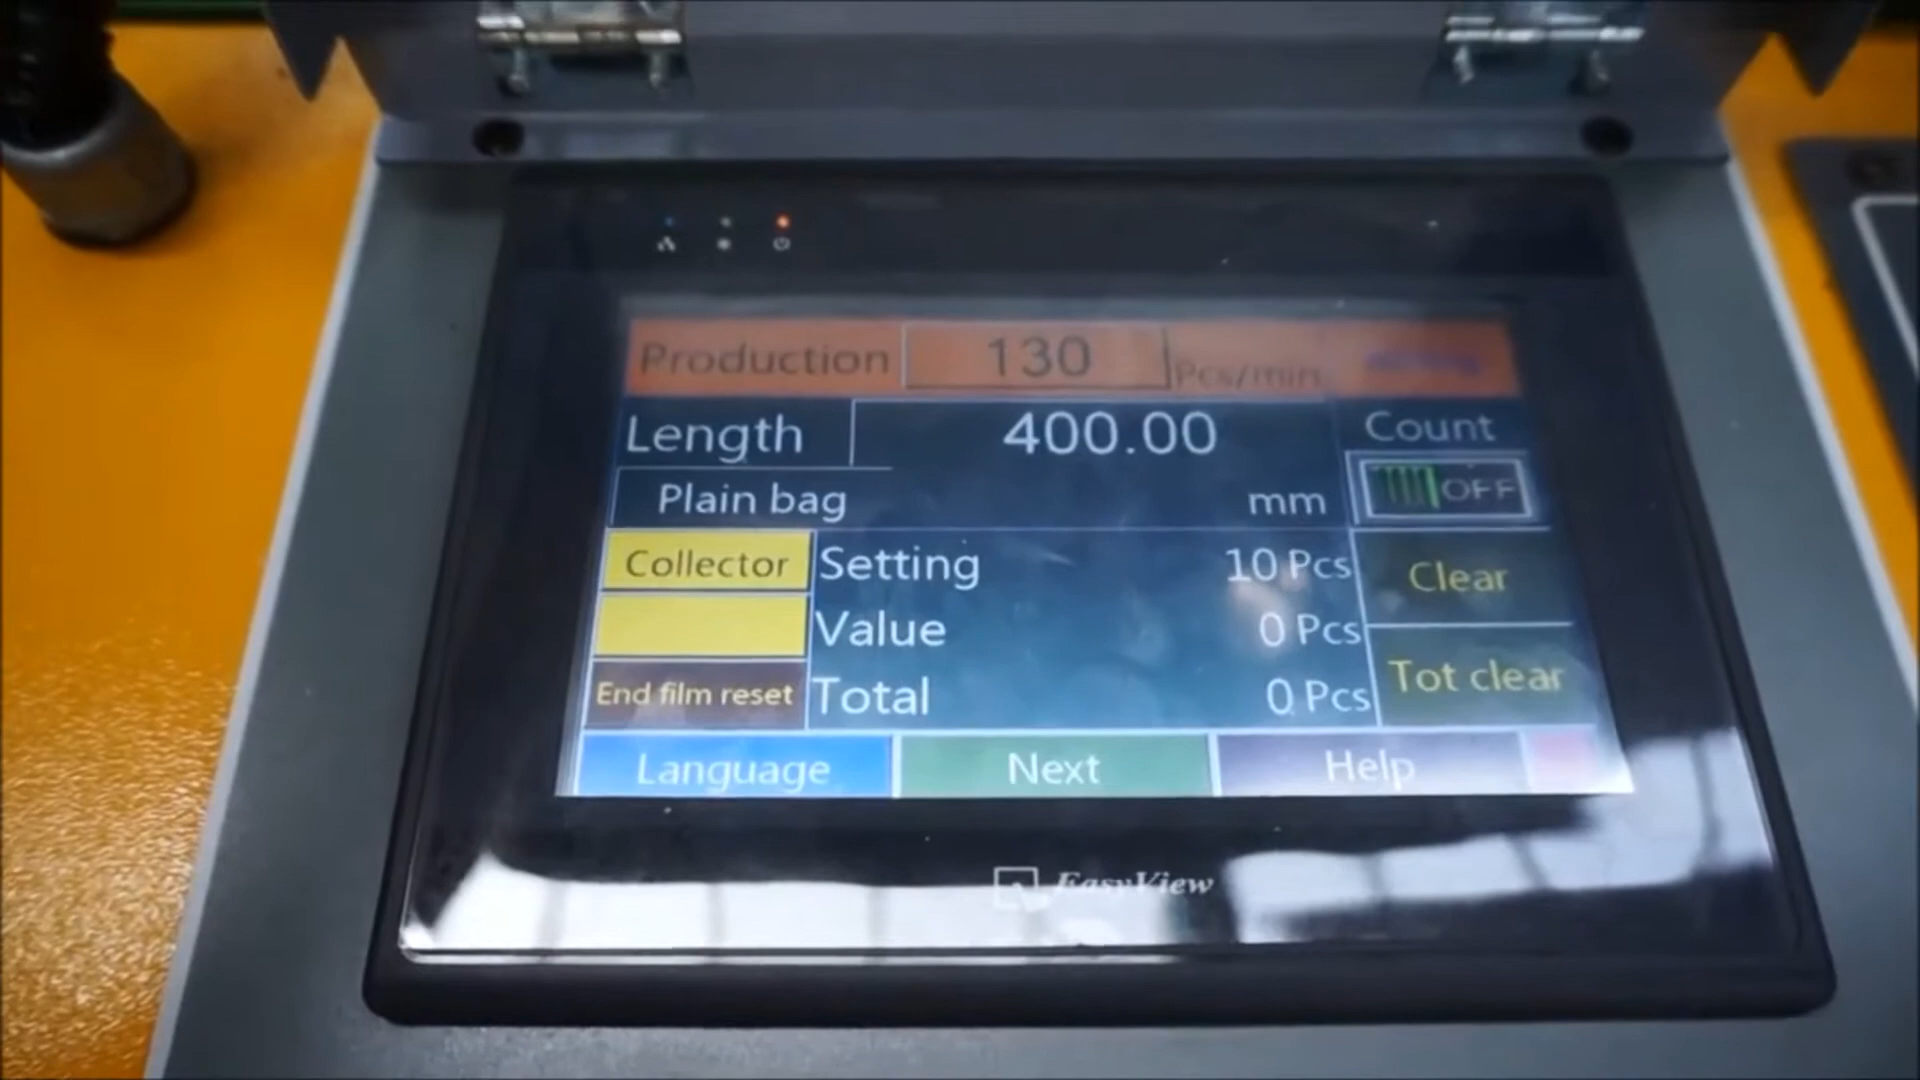 Production 130 Pcs/min
Length 400.00 Count
Plain bag mm OFF
Collector Setting 10 Pcs Clear
Value 0 Pcs
End film reset Total 0 Pcs Tot clear
Language Next Help
EasyView